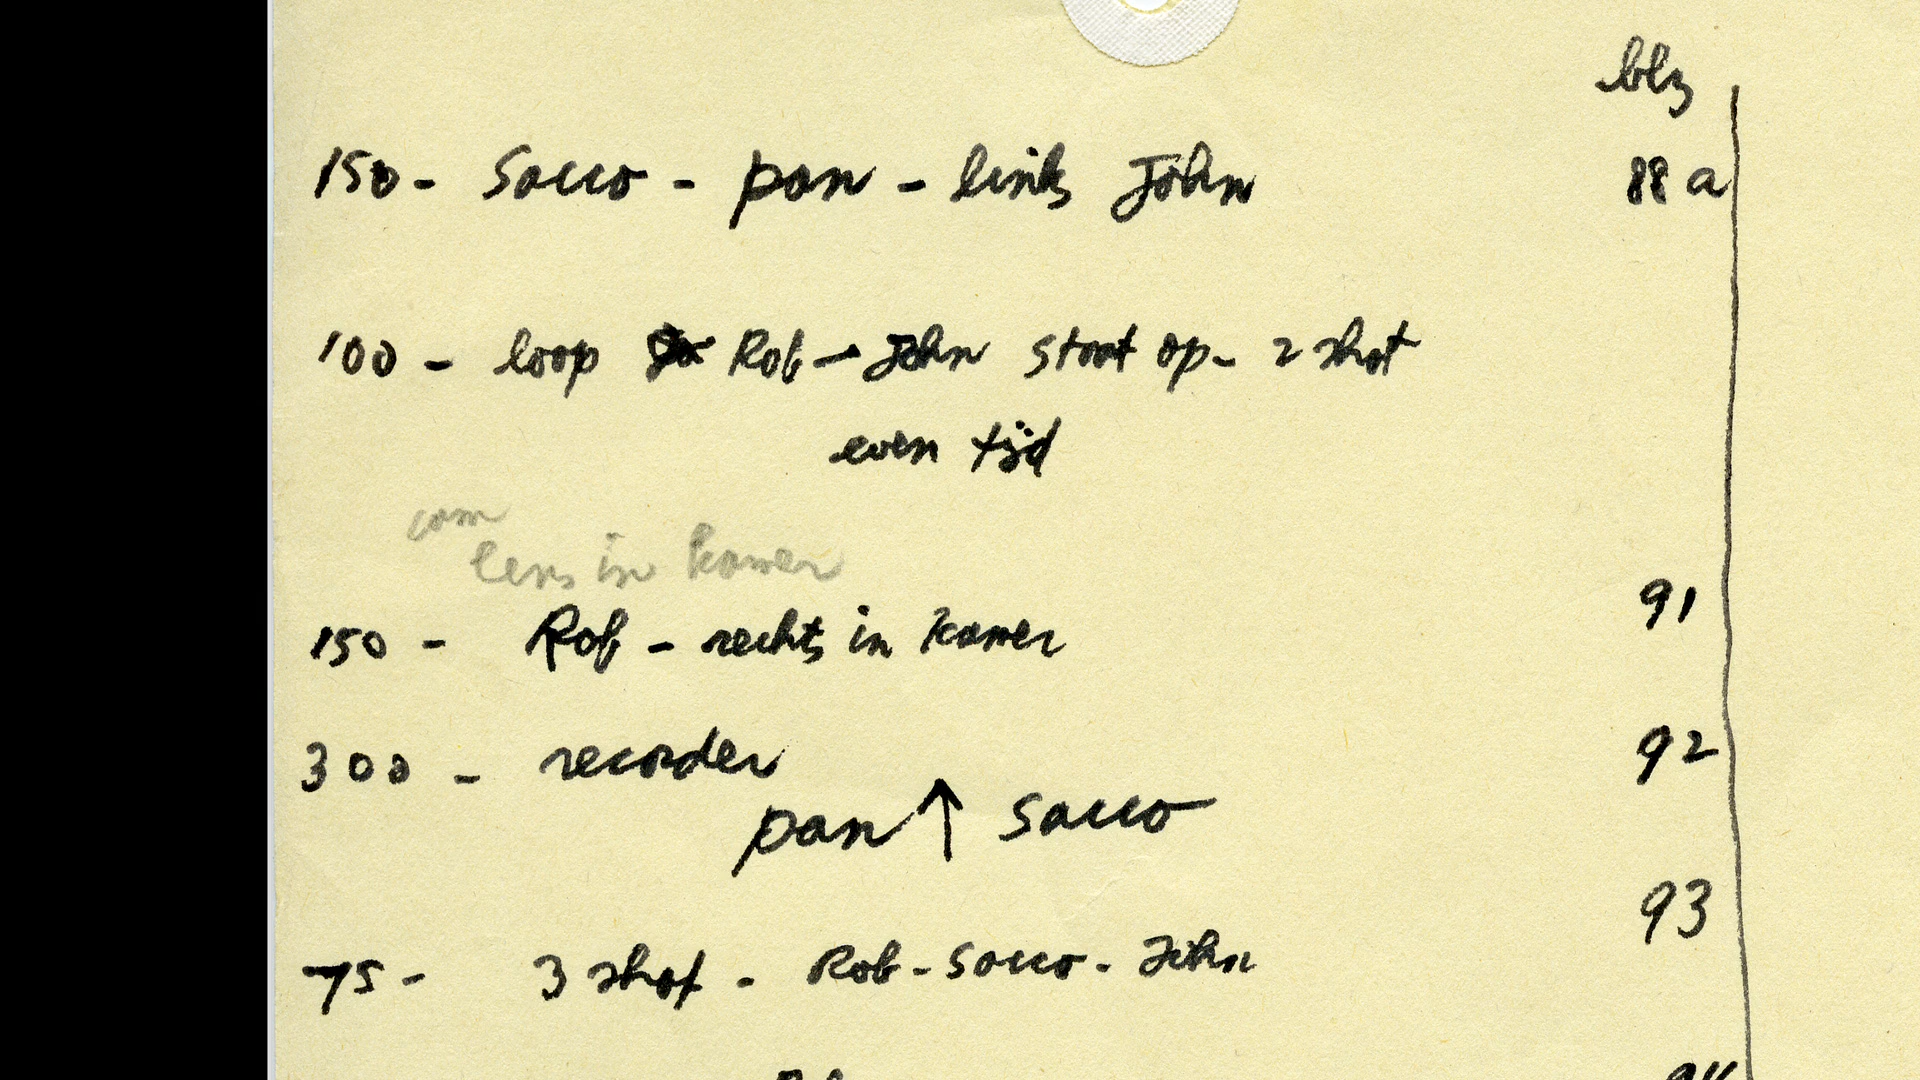 blz
150 - Sacco - pan - links John 88 a
100 - loop Rob - John staat op - 2 shot
even tijd
cam
lens in kamer
91
150 - Rob - rechts in kamer
300 - recorder 92
pan ↑ Sacco
93
75 - 3 shot - Rob - Sacco - John